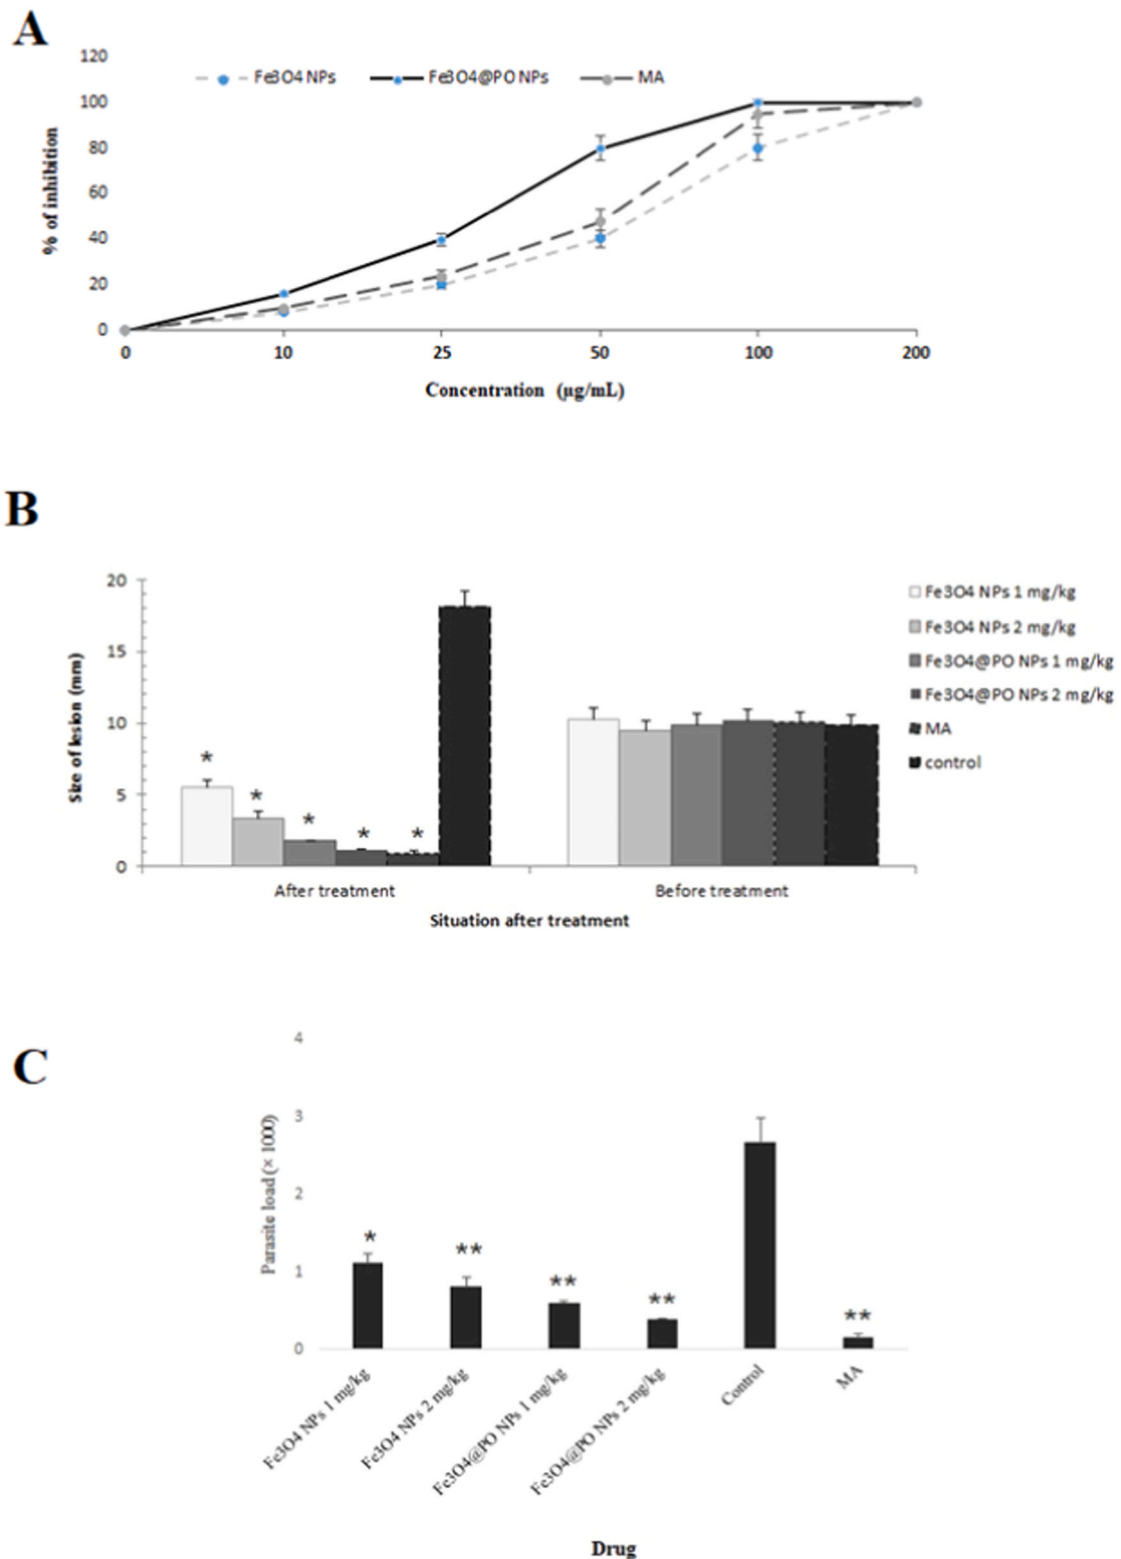 A
120
Fe3O4 NPs Fe3O4@PO NPs MA
100
80
60
40
20
0
% of inhibition
0 10 25 50 100 200
Concentration (µg/mL)
B
20
15
10
5
0
Size of lesion (mm)
* * * * *
After treatment Before treatment
Situation after treatment
Fe3O4 NPs 1 mg/kg
Fe3O4 NPs 2 mg/kg
Fe3O4@PO NPs 1 mg/kg
Fe3O4@PO NPs 2 mg/kg
MA
control
C
4
3
2
1
0
Parasite load (× 1000)
* ** ** ** **
Fe3O4 NPs 1 mg/kg
Fe3O4 NPs 2 mg/kg
Fe3O4@PO NPs 1 mg/kg
Fe3O4@PO NPs 2 mg/kg
Control
MA
Drug